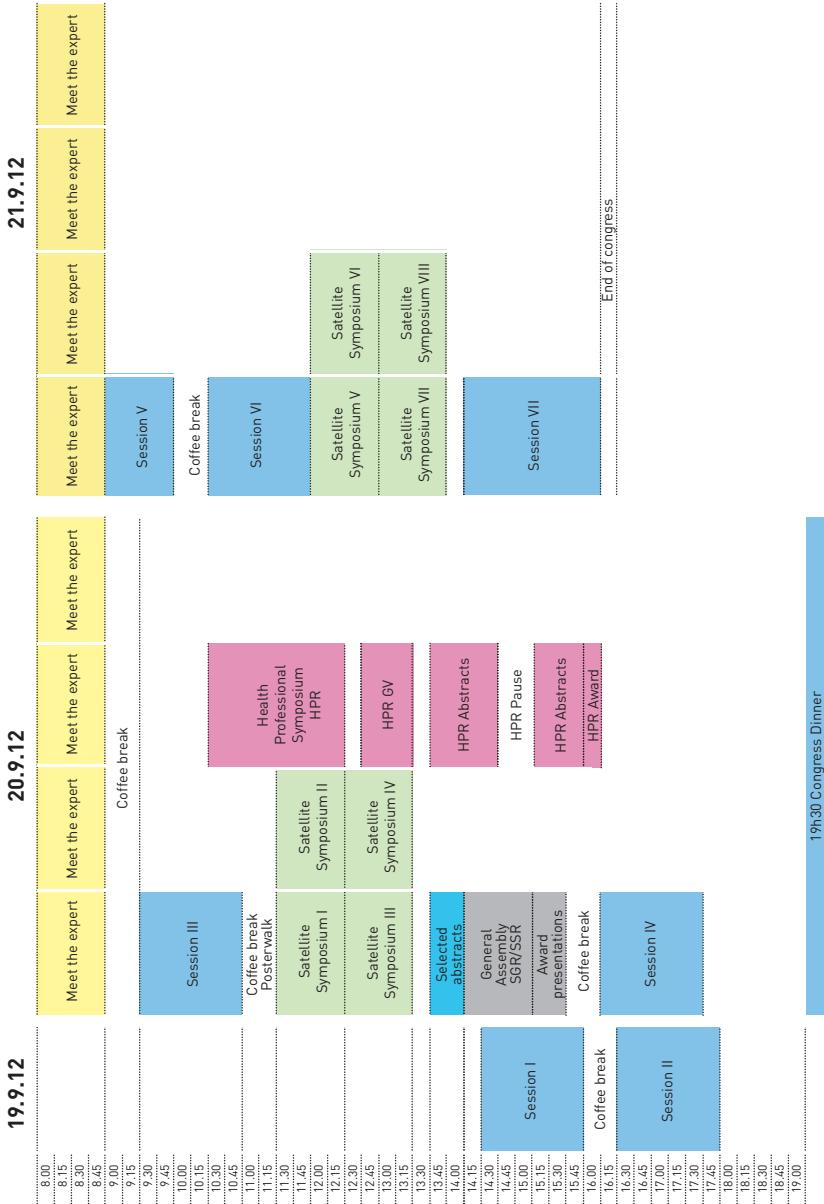 19.9.12
20.9.12
21.9.12
8.00
8.15
8.30
8.45
9.00
9.15
9.30
9.45
10.00
10.15
10.30
10.45
11.00
11.15
11.30
11.45
12.00
12.15
12.45
13.00
13.15
13.30
13.45
14.00
14.15
14.30
14.45
15.00
15.15
15.30
15.45
16.00
16.15
16.30
16.45
17.00
17.15
17.30
17.45
18.00
18.15
18.30
18.45
19.00
Session I
Coffee break
Session II
Meet the expert
Meet the expert
Meet the expert
Meet the expert
Coffee break
Session III
Coffee break
Posterwalk
Satellite
Symposium I
Satellite
Symposium III
Selected
abstracts
General
Assembly
SGR/SSR
Award
presentations
Coffee break
Session IV
Satellite
Symposium II
Satellite
Symposium IV
Health
Professional
Symposium
HPR
HPR GV
HPR Abstracts
HPR Pause
HPR Abstracts
HPR Award
19h30 Congress Dinner
Meet the expert
Meet the expert
Meet the expert
Meet the expert
Session V
Coffee break
Session VI
Satellite
Symposium V
Satellite
Symposium VII
Session VII
Satellite
Symposium VI
Satellite
Symposium VIII
End of congress